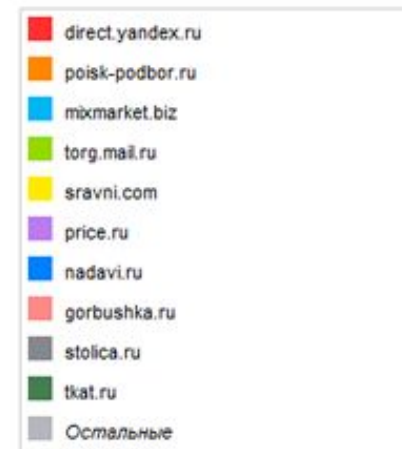 direct.yandex.ru
poisk-podbor.ru
mixmarket.biz
torg.mail.ru
sravni.com
price.ru
nadavi.ru
gorbushka.ru
stolica.ru
tkat.ru
Остальные